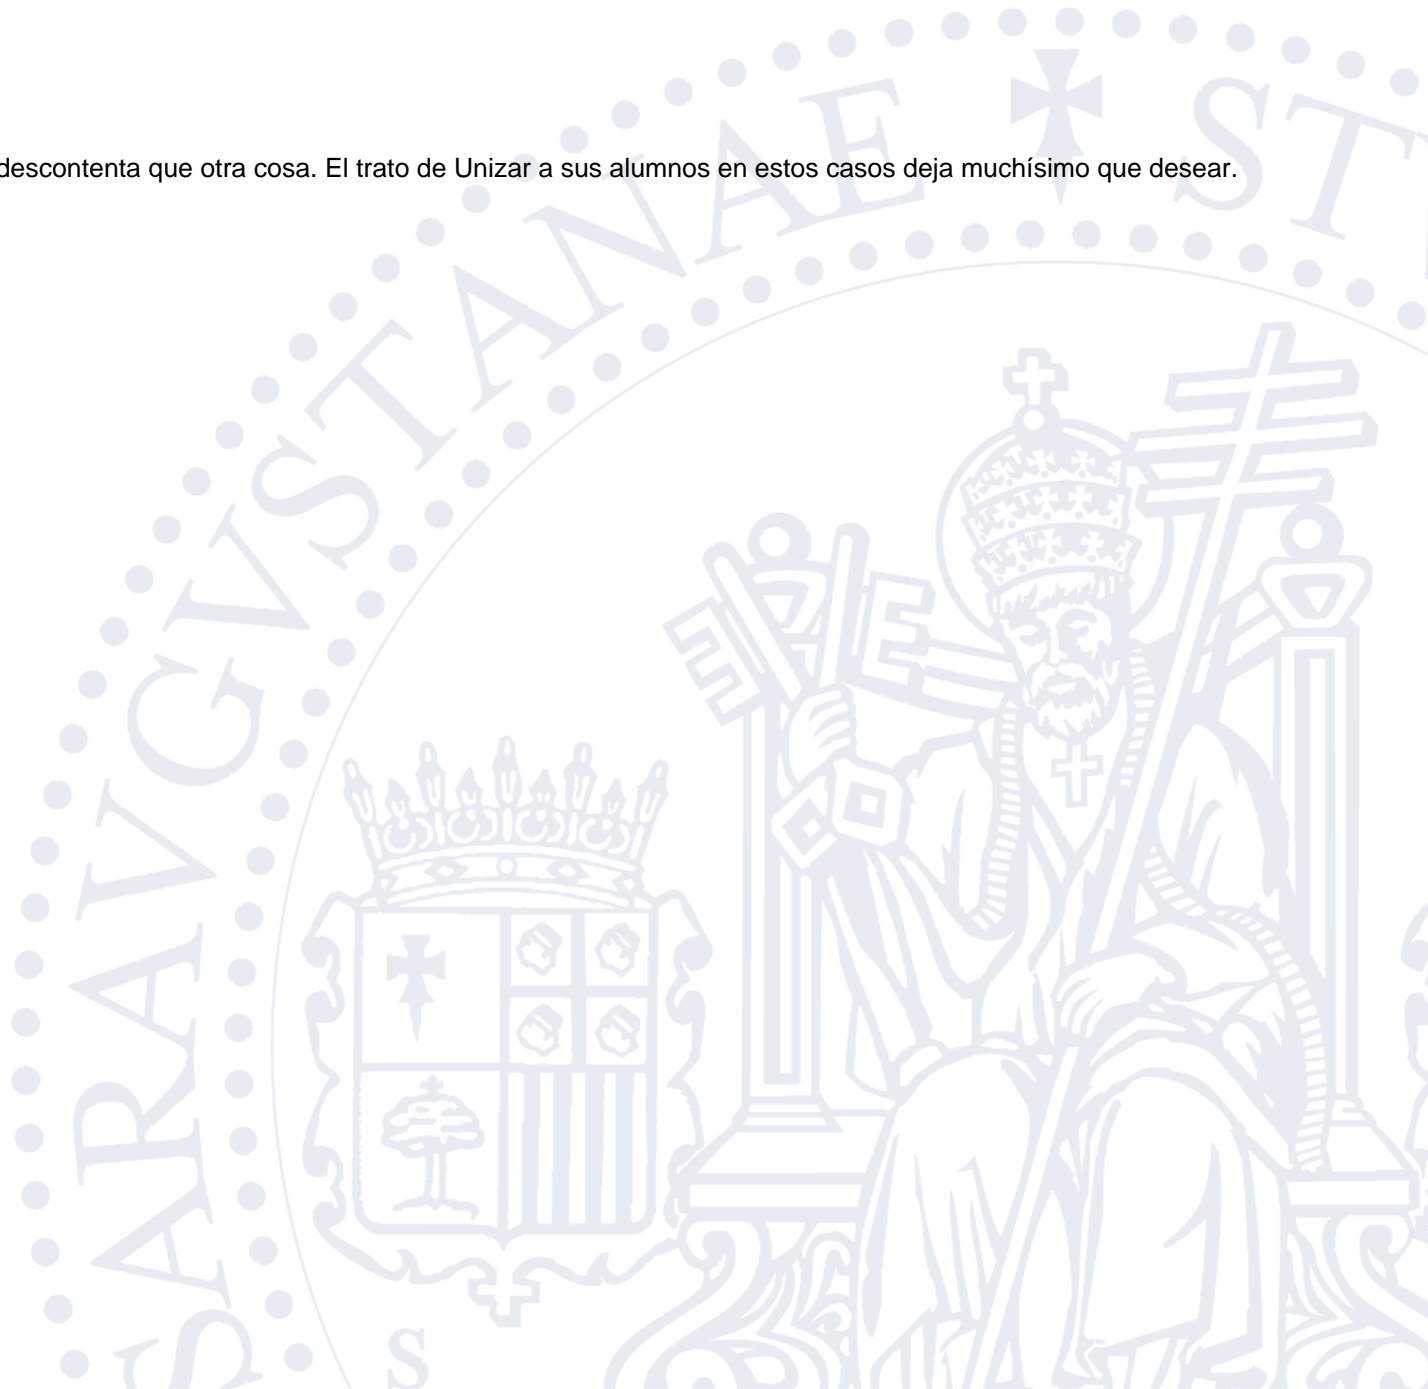 descontenta que otra cosa. El trato de Unizar a sus alumnos en estos casos deja muchísimo que desear.
SARAVGVSTANAE ✝ ST
S